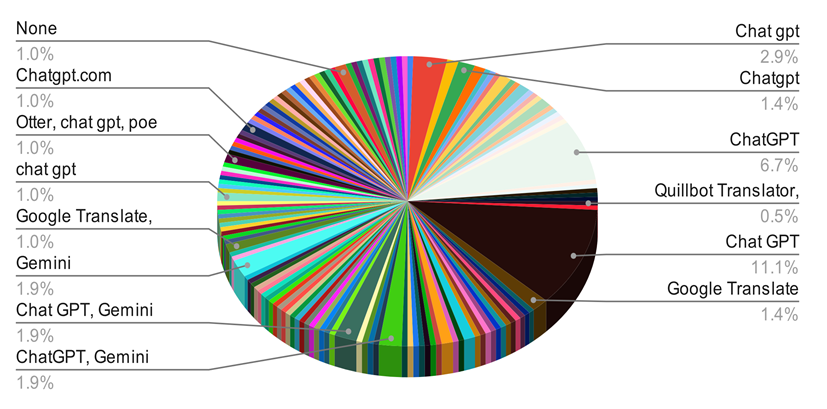 None
1.0%
Chatgpt.com
1.0%
Otter, chat gpt, poe
1.0%
chat gpt
1.0%
Google Translate,
1.0%
Gemini
1.9%
Chat GPT, Gemini
1.9%
ChatGPT, Gemini
1.9%
Chat gpt
2.9%
Chatgpt
1.4%
ChatGPT
6.7%
Quillbot Translator,
0.5%
Chat GPT
11.1%
Google Translate
1.4%